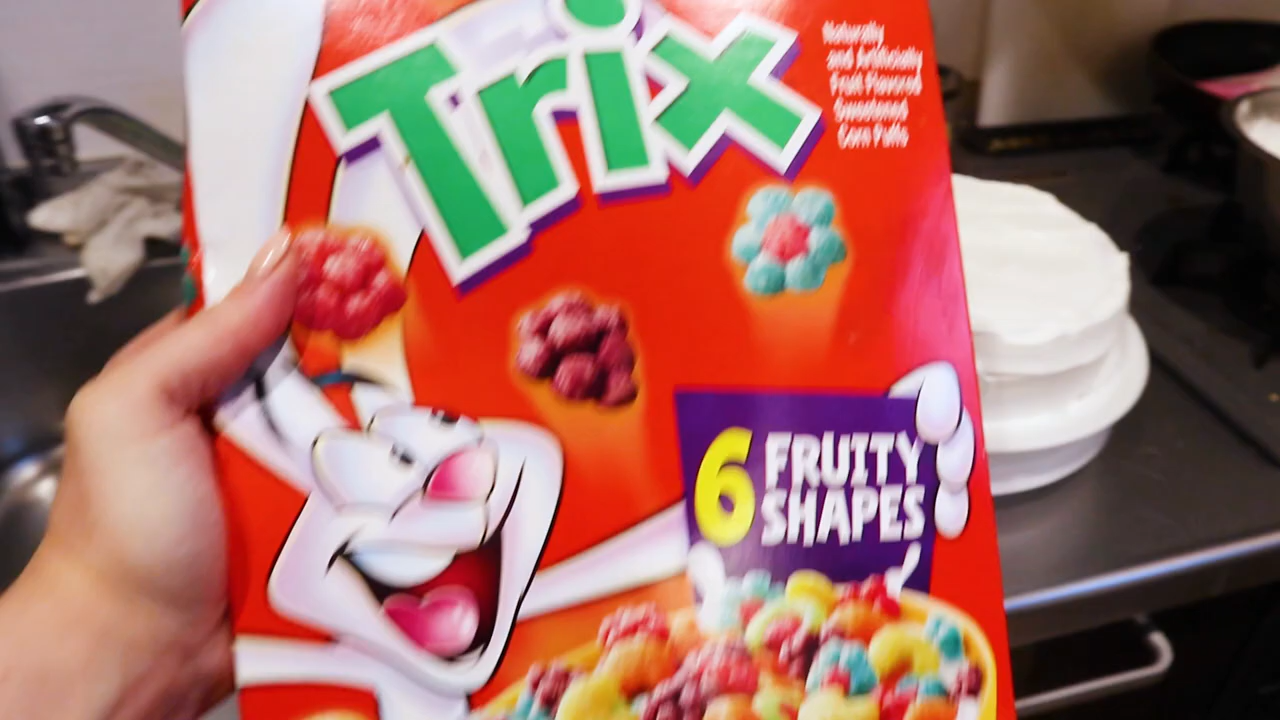 Trix
Naturally
and Artificially
Fruit Flavored
Sweetened
Corn Puffs
6 FRUITY
SHAPES